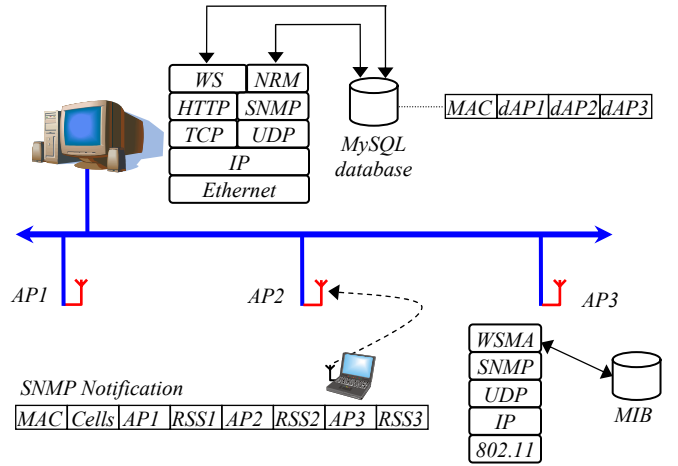 WS NRM
HTTP SNMP
TCP UDP
IP
Ethernet
MySQL
database
MAC dAP1 dAP2 dAP3
AP1
AP2
AP3
SNMP Notification
MAC Cells AP1 RSS1 AP2 RSS2 AP3 RSS3
WSMA
SNMP
UDP
IP
802.11
MIB